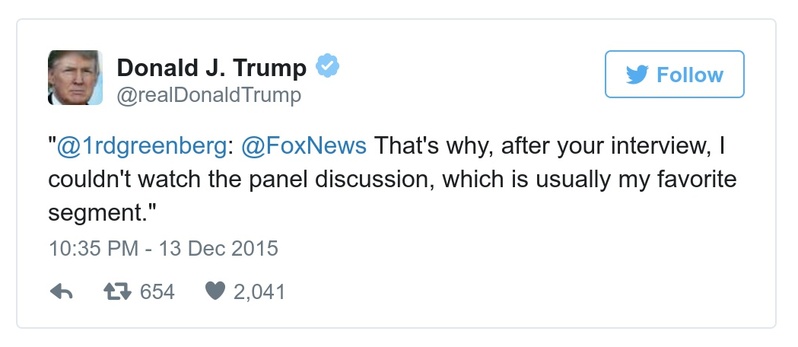 Donald J. Trump
@realDonaldTrump
Follow
"@1rdgreenberg: @FoxNews That's why, after your interview, I
couldn't watch the panel discussion, which is usually my favorite
segment."
10:35 PM - 13 Dec 2015
654 2,041